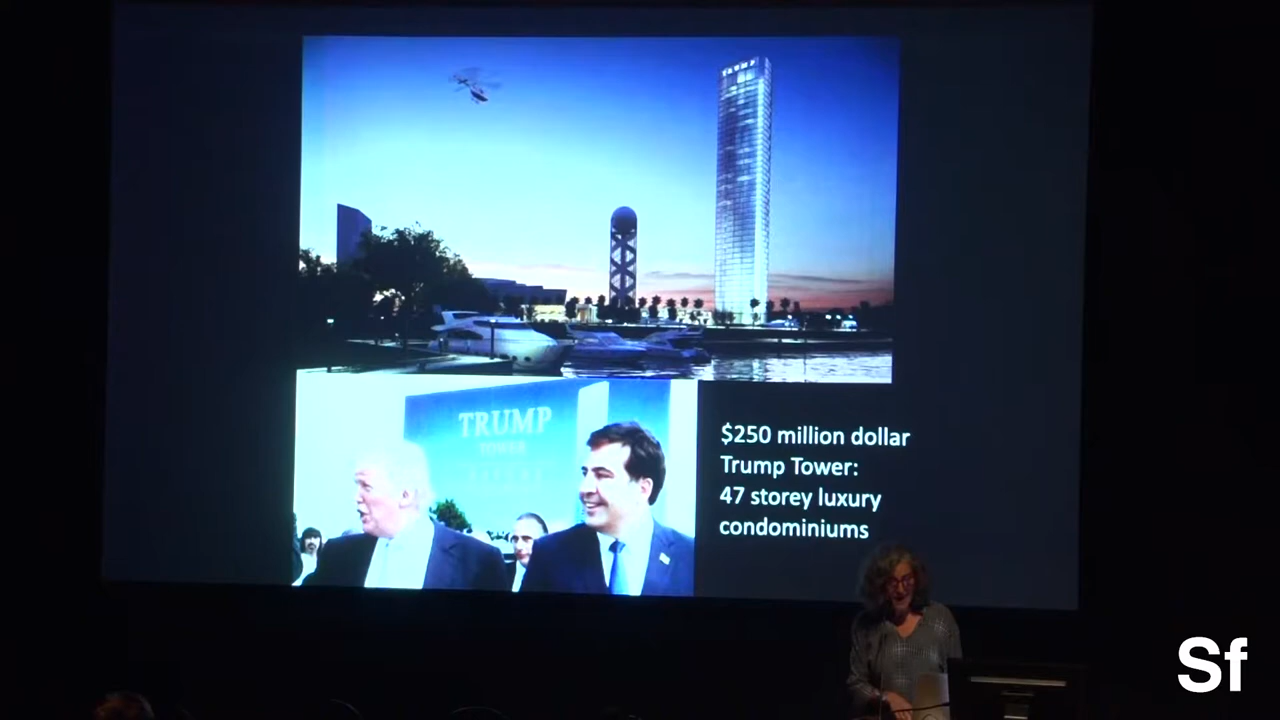 TRUMP
TRUMP
TOWER
$250 million dollar
Trump Tower:
47 storey luxury
condominiums
Sf